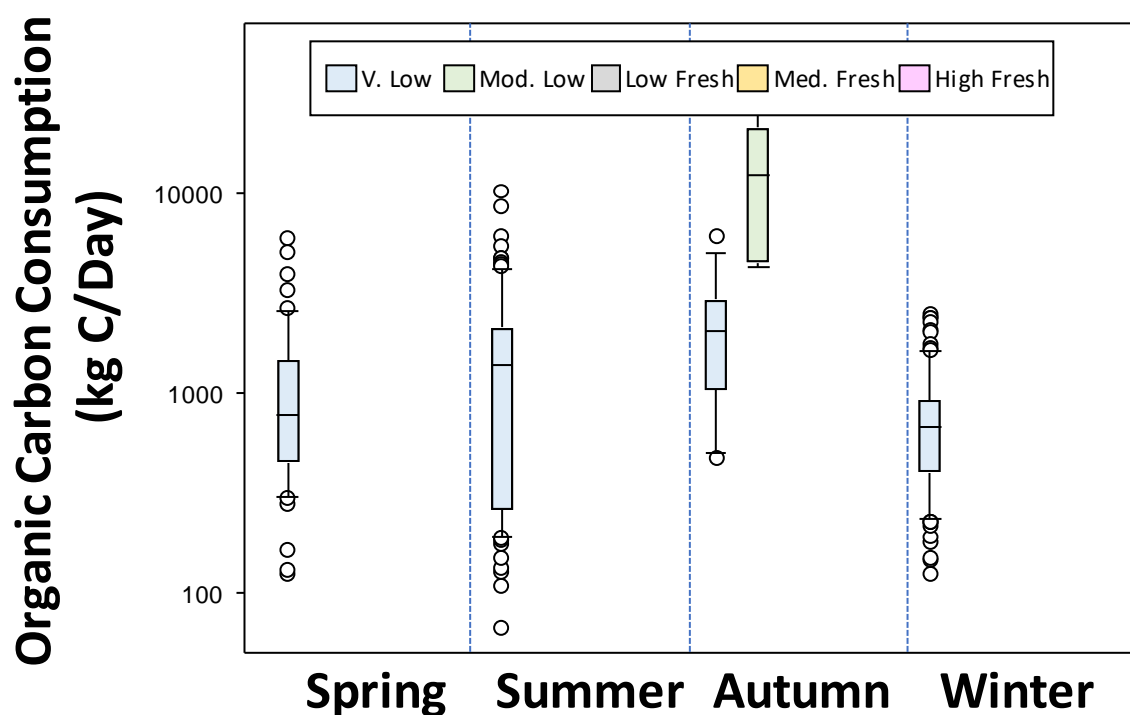 Organic Carbon Consumption
(kg C/Day)
V. Low Mod. Low Low Fresh Med. Fresh High Fresh
10000
1000
100
Spring Summer Autumn Winter